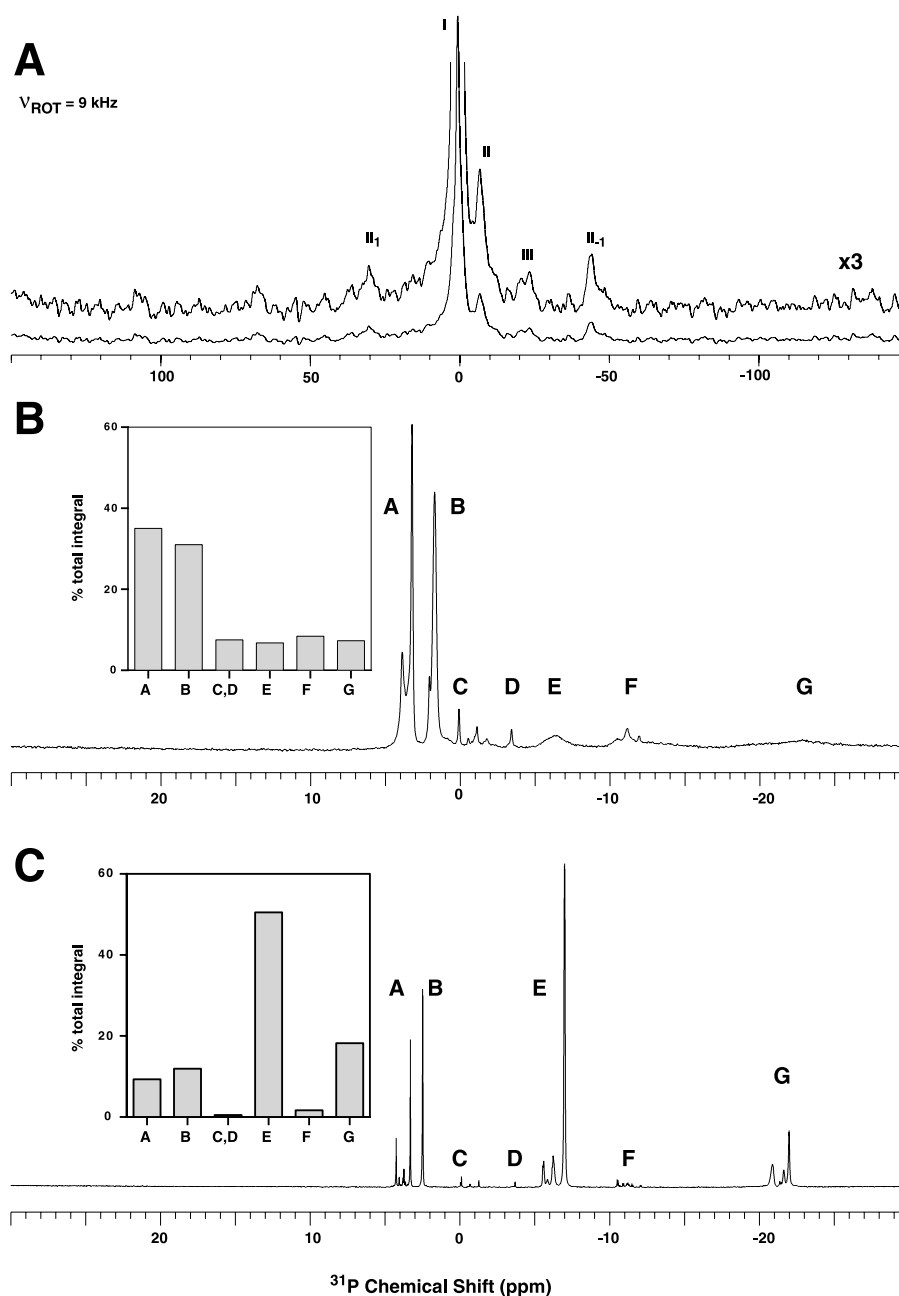 A
νROT = 9 kHz
I
II
II1
III
II-1
x3
100 50 0 -50 -100
B
60
40
20
0
% total integral
A B C,D E F G
A B
C D E F G
20 10 0 -10 -20
C
60
40
20
0
% total integral
A B C,D E F G
A B E
G
C D F
20 10 0 -10 -20
31P Chemical Shift (ppm)